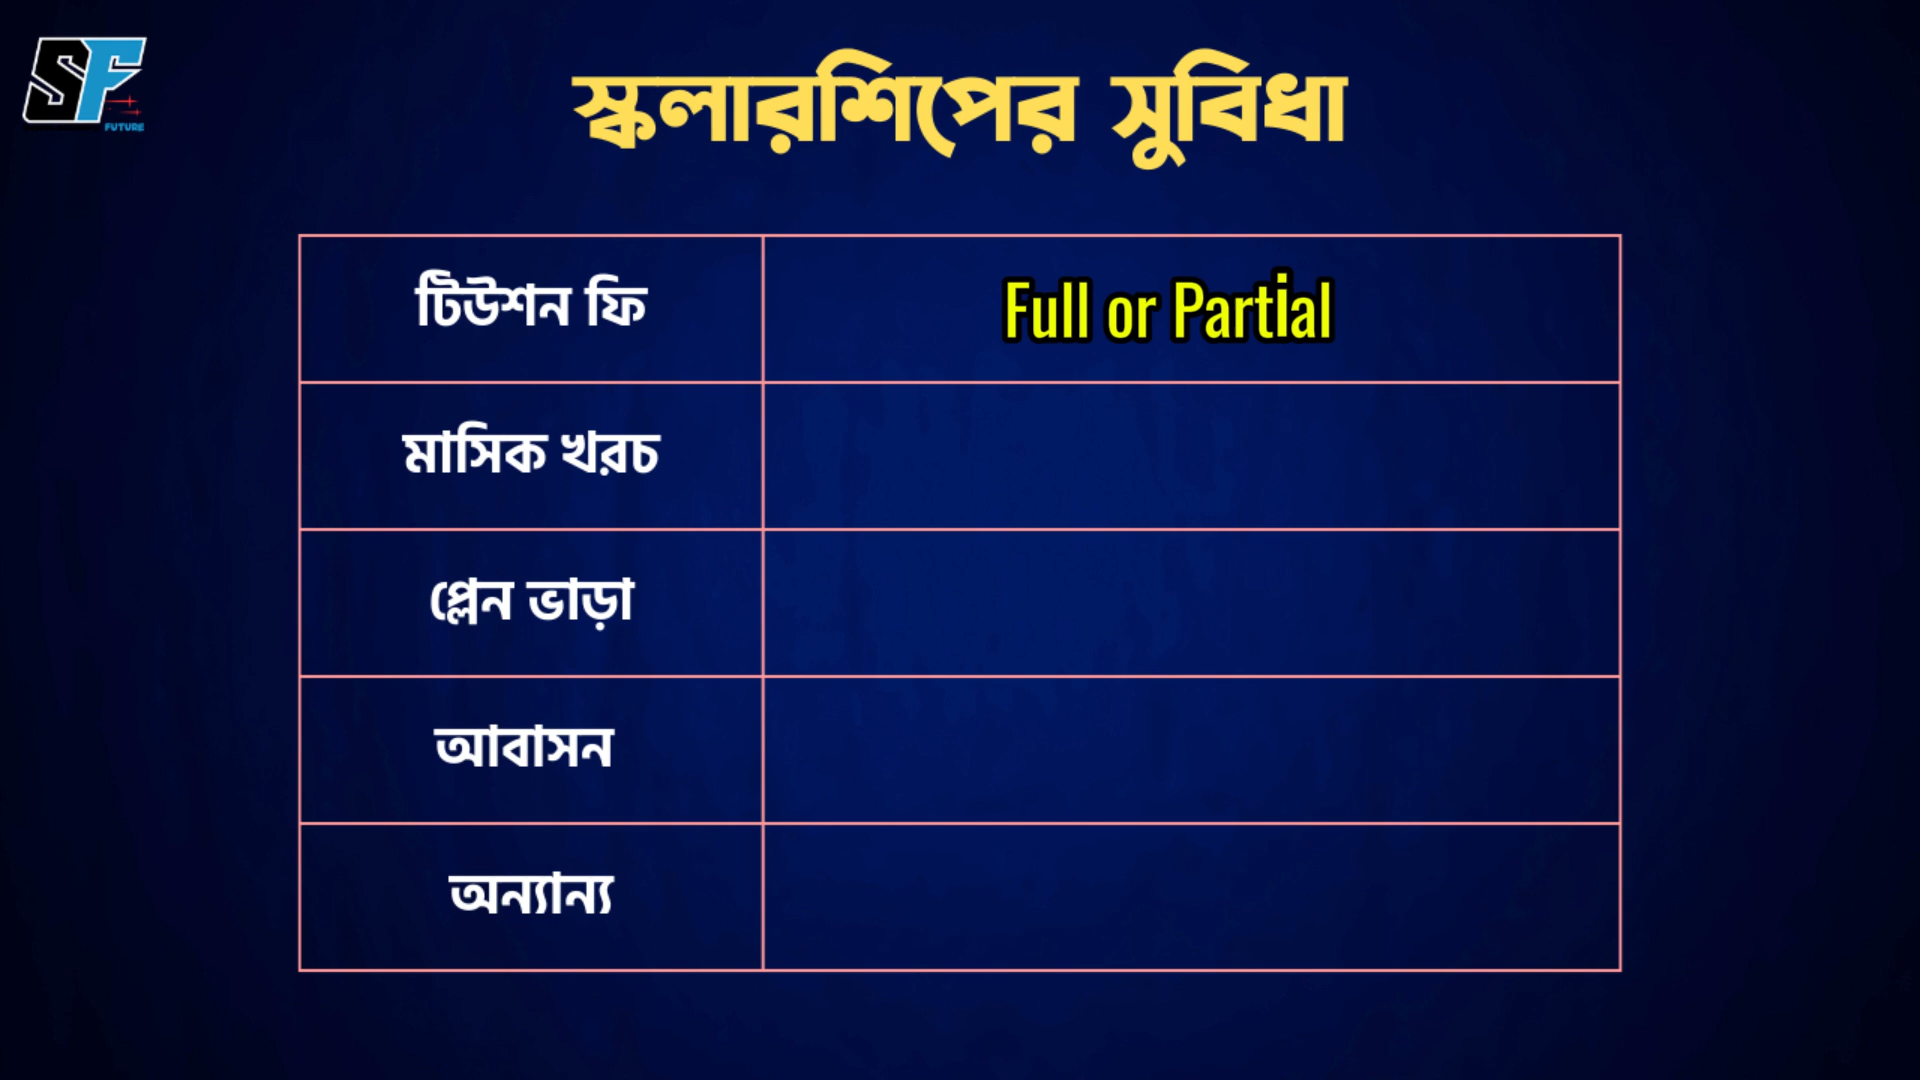 SF
FUTURE
স্কলারশিপের সুবিধা
টিউশন ফি
Full or Partial
মাসিক খরচ
প্লেন ভাড়া
আবাসন
অন্যান্য